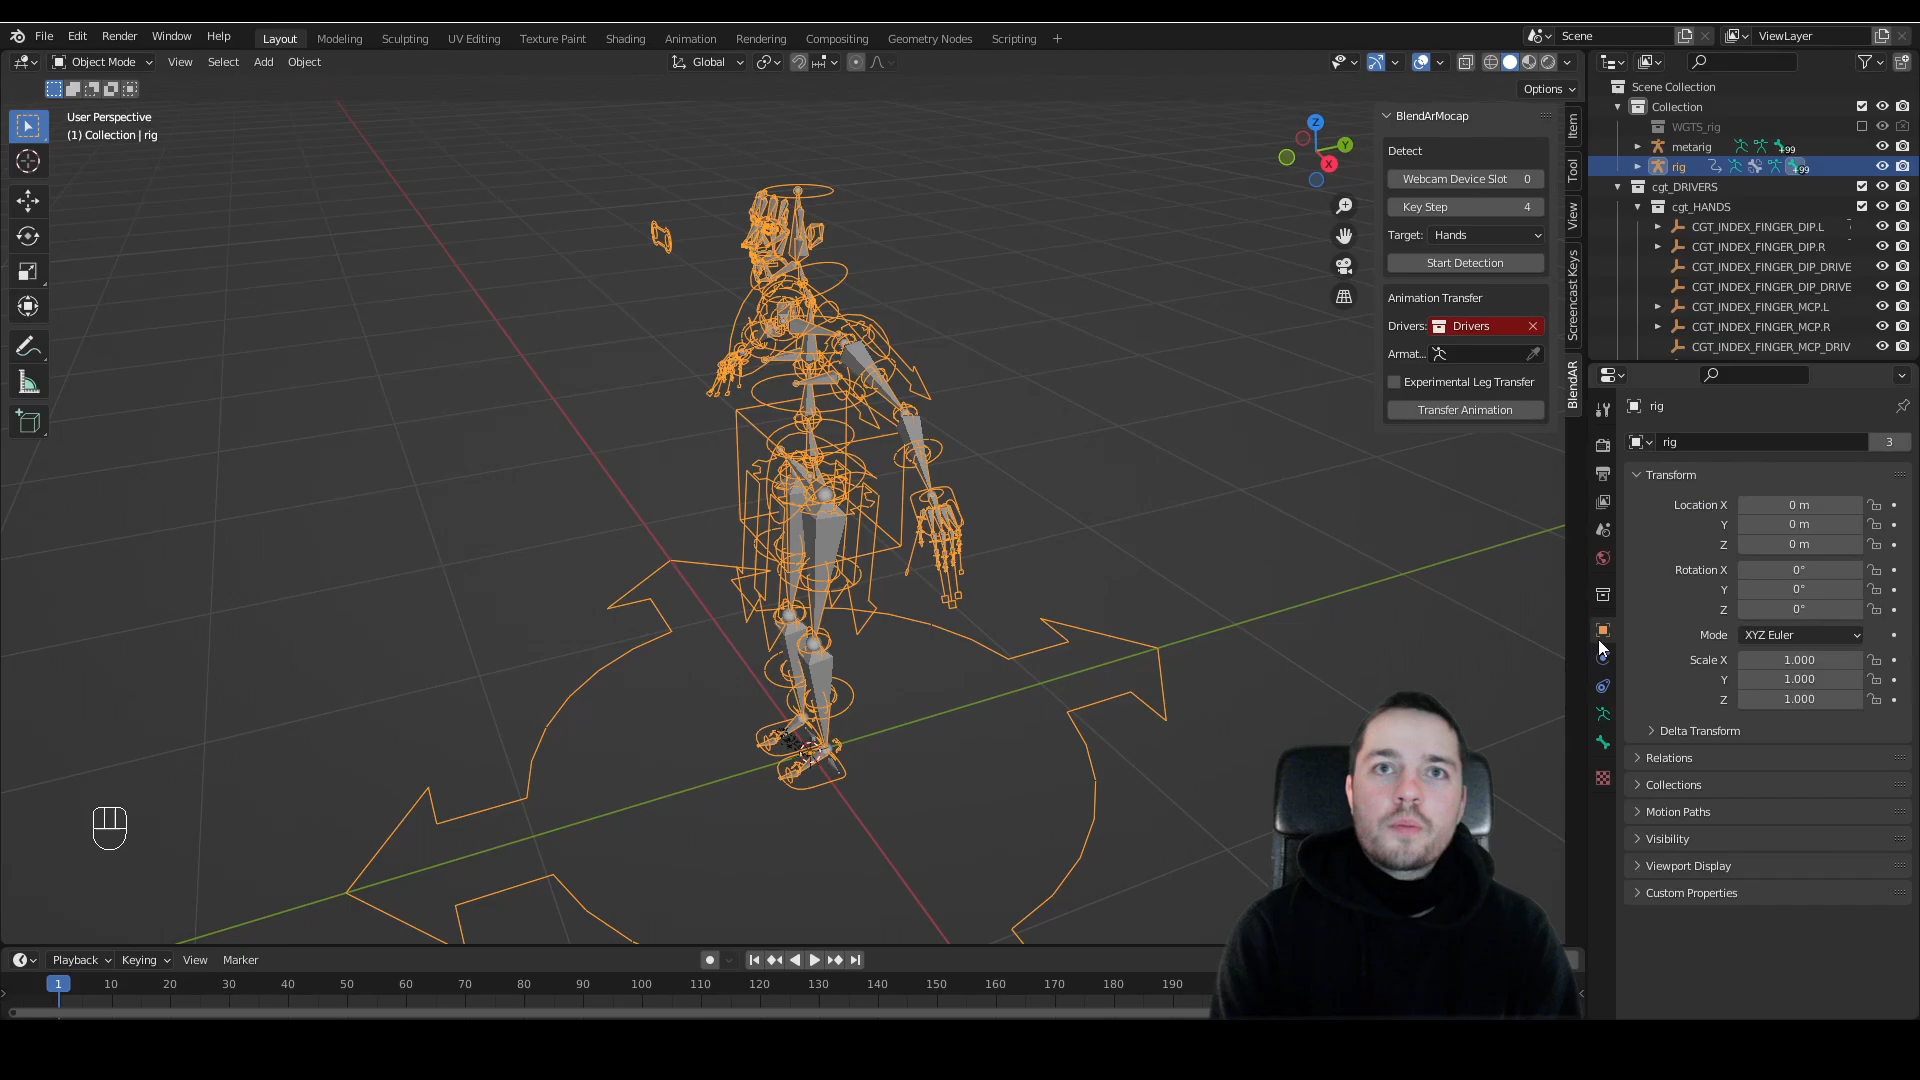 File Edit Render Window Help Layout Modeling Sculpting UV Editing Texture Paint Shading Animation Rendering Compositing Geometry Nodes Scripting + Scene ViewLayer
Object Mode View Select Add Object Global
Options
User Perspective
(1) Collection | rig
Z
Y
X
BlendArMocap
Detect
Webcam Device Slot 0
Key Step 4
Target: Hands
Start Detection
Animation Transfer
Drivers: Drivers
Armat...
Experimental Leg Transfer
Transfer Animation
Item
Tool
View
Screencast Keys
BlendAR
Scene Collection
Collection
WGTS_rig
metarig +99
rig +99
cgt_DRIVERS
cgt_HANDS
CGT_INDEX_FINGER_DIP.L
CGT_INDEX_FINGER_DIP.R
CGT_INDEX_FINGER_DIP_DRIVE
CGT_INDEX_FINGER_DIP_DRIVE
CGT_INDEX_FINGER_MCP.L
CGT_INDEX_FINGER_MCP.R
CGT_INDEX_FINGER_MCP_DRIV
rig
rig 3
Transform
Location X 0 m
Y 0 m
Z 0 m
Rotation X 0°
Y 0°
Z 0°
Mode XYZ Euler
Scale X 1.000
Y 1.000
Z 1.000
Delta Transform
Relations
Collections
Motion Paths
Visibility
Viewport Display
Custom Properties
Playback Keying View Marker
1 10 20 30 40 50 60 70 80 90 100 110 120 130 140 150 160 170 180 190